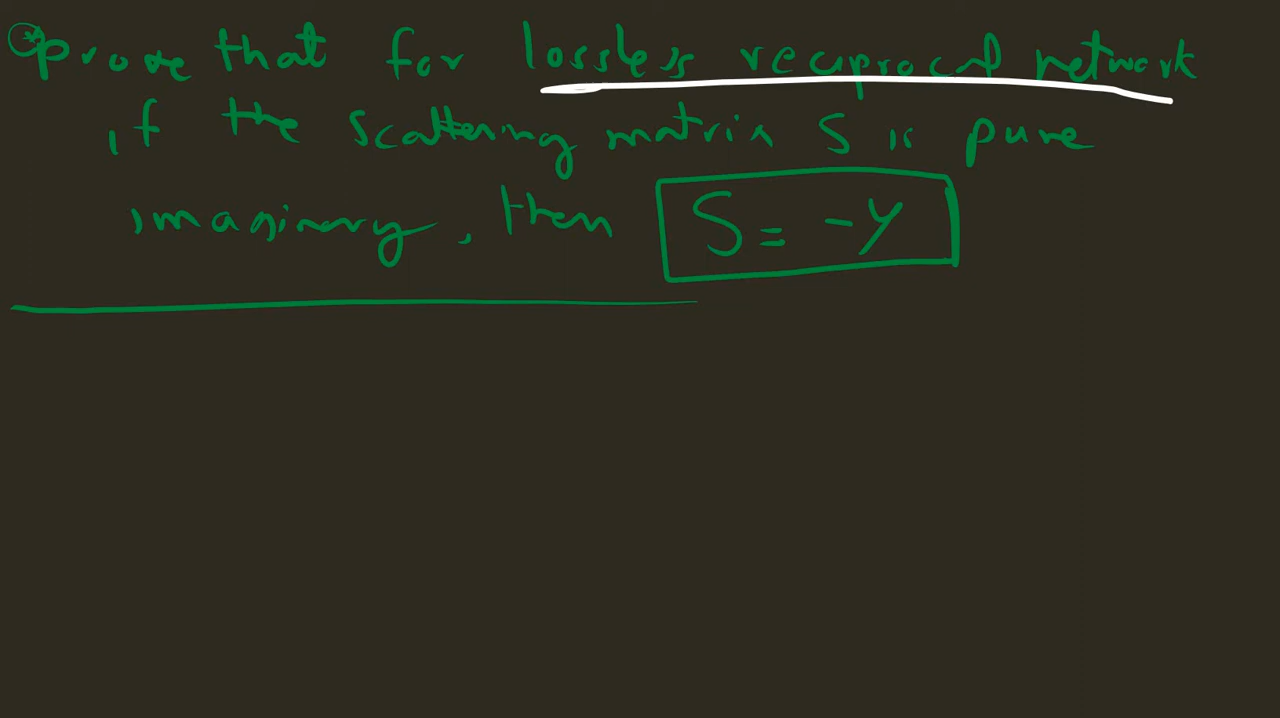 ⊛ prove that for lossless reciprocal network
if the scattering matrix S is pure
imaginary, then S = -y